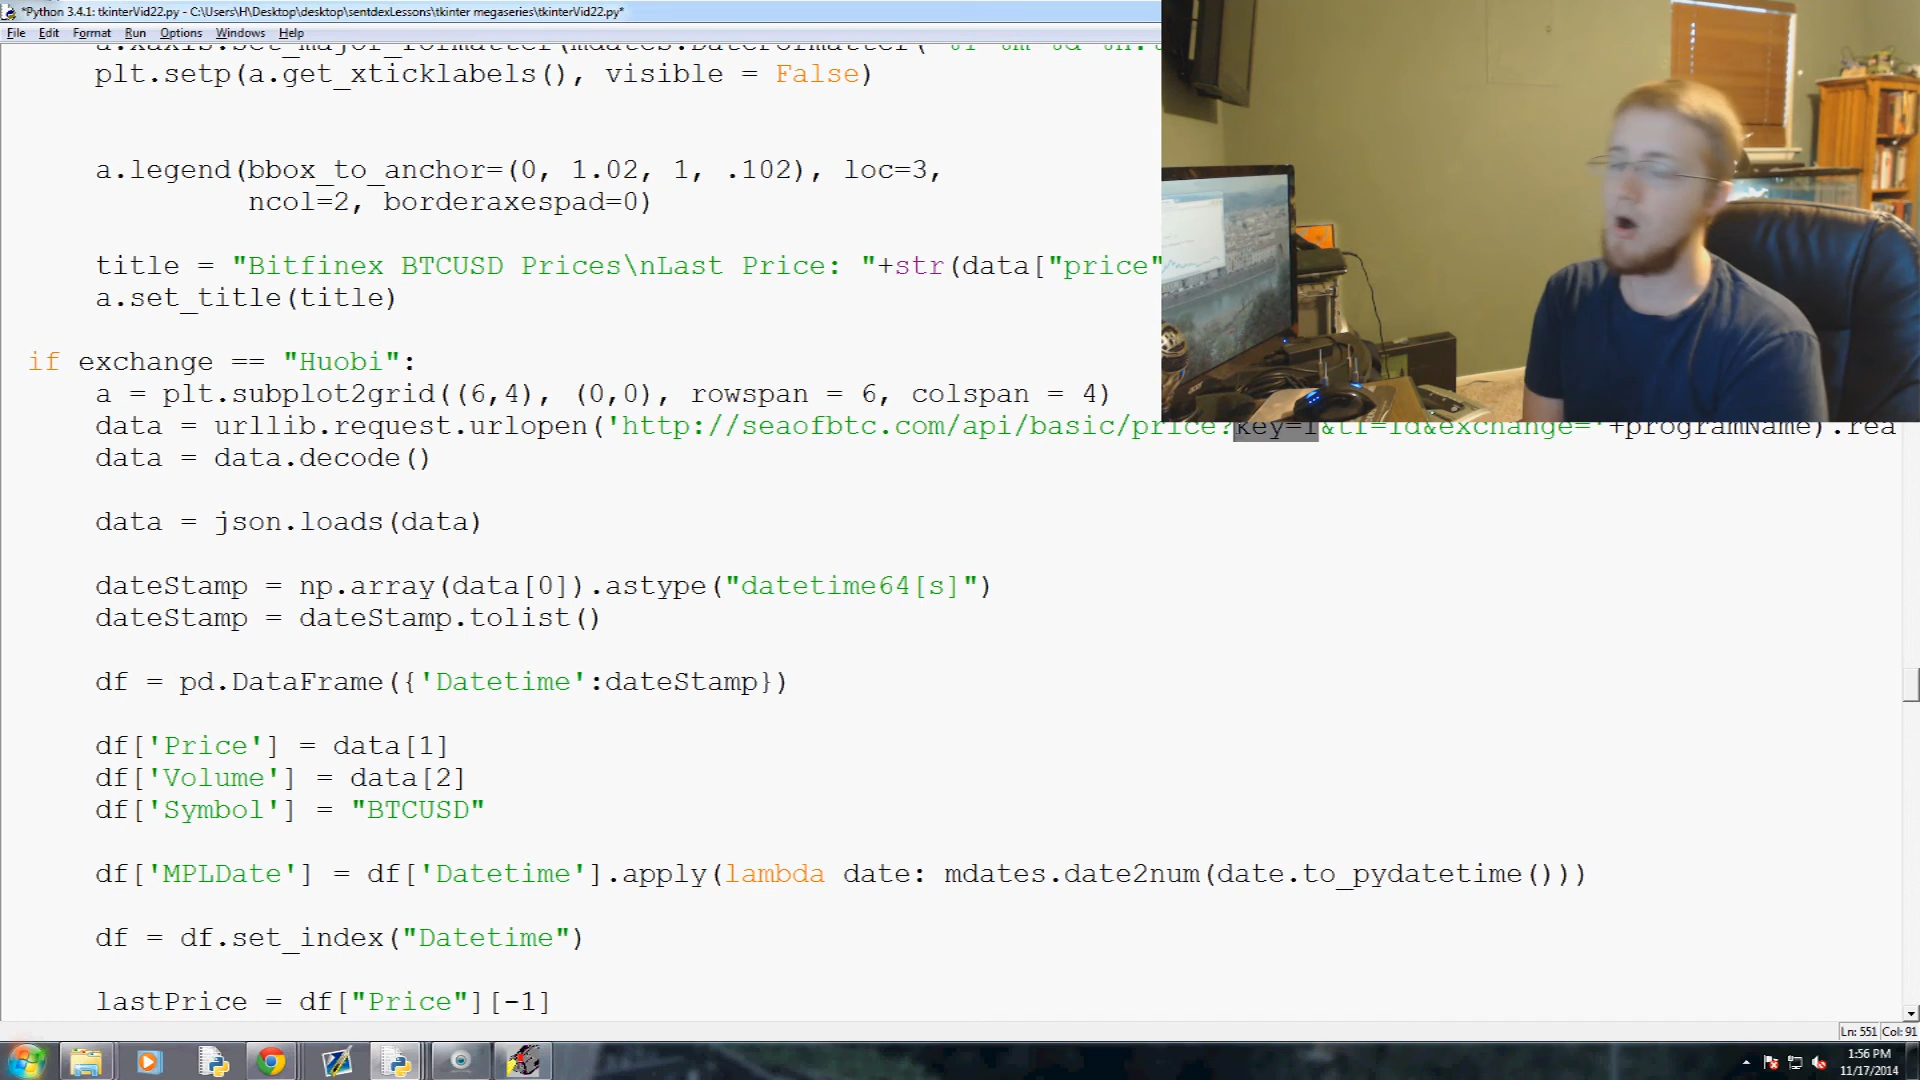 *Python 3.4.1: tkinterVid22.py - C:\Users\H\Desktop\desktop\sentdexLessons\tkinter megaseries\tkinterVid22.py*
File Edit Format Run Options Windows Help
plt.setp(a.get_xticklabels(), visible = False)
a.legend(bbox_to_anchor=(0, 1.02, 1, .102), loc=3,
ncol=2, borderaxespad=0)
title = "Bitfinex BTCUSD Prices\nLast Price: "+str(data["price"
a.set_title(title)
if exchange == "Huobi":
a = plt.subplot2grid((6,4), (0,0), rowspan = 6, colspan = 4)
data = urllib.request.urlopen('http://seaofbtc.com/api/basic/price?key=1&tf=1d&exchange='+programName).rea
data = data.decode()
data = json.loads(data)
dateStamp = np.array(data[0]).astype("datetime64[s]")
dateStamp = dateStamp.tolist()
df = pd.DataFrame({'Datetime':dateStamp})
df['Price'] = data[1]
df['Volume'] = data[2]
df['Symbol'] = "BTCUSD"
df['MPLDate'] = df['Datetime'].apply(lambda date: mdates.date2num(date.to_pydatetime()))
df = df.set_index("Datetime")
lastPrice = df["Price"][-1]
Ln: 551 Col: 91
1:56 PM
11/17/2014